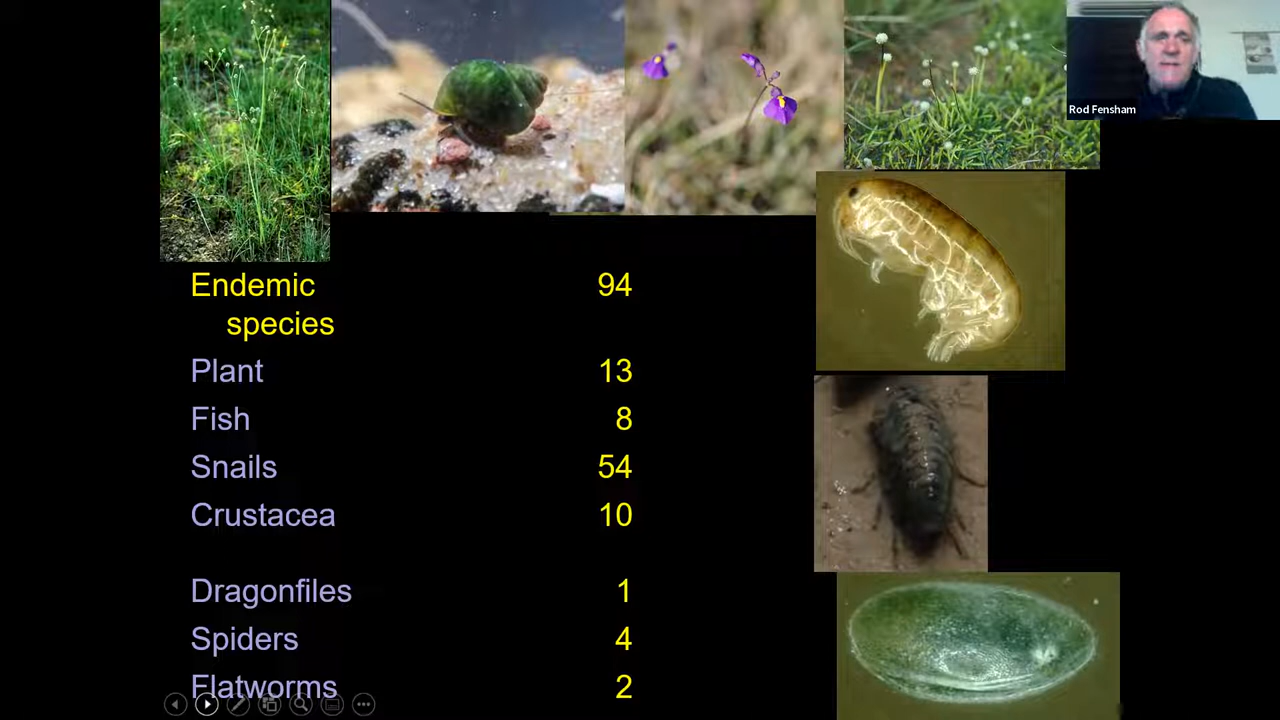 Rod Fensham
Endemic 94
species
Plant 13
Fish 8
Snails 54
Crustacea 10
Dragonfiles 1
Spiders 4
Flatworms 2